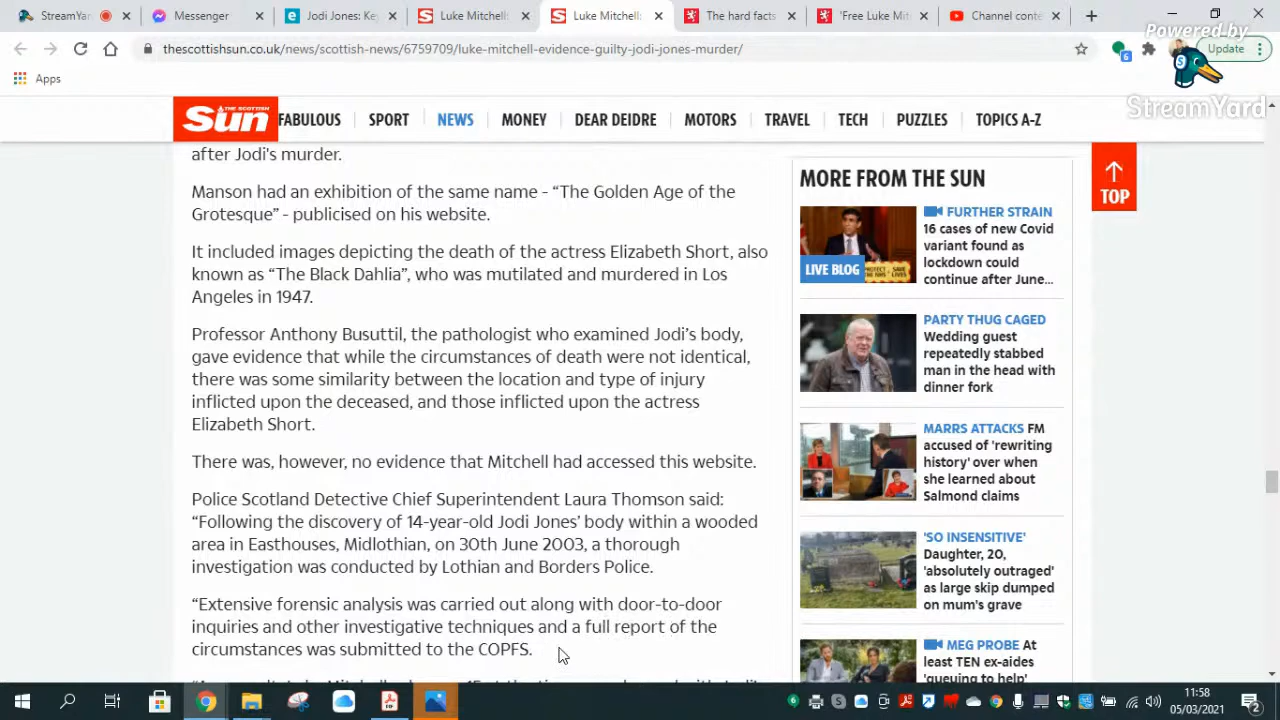 Messenger
Jodi Jones: Ke
Luke Mitchell
Luke Mitchell:
The hard facts
'Free Luke Mit
Channel conte
thescottishsun.co.uk/news/scottish-news/6759709/luke-mitchell-evidence-guilty-jodi-jones-murder/
6
Update
Apps
Powered by
StreamYard
THE SCOTTISH
Sun
FABULOUS
SPORT
NEWS
MONEY
DEAR DEIDRE
MOTORS
TRAVEL
TECH
PUZZLES
TOPICS A-Z
after Jodi's murder.
Manson had an exhibition of the same name - “The Golden Age of the
Grotesque” - publicised on his website.
It included images depicting the death of the actress Elizabeth Short, also
known as “The Black Dahlia”, who was mutilated and murdered in Los
Angeles in 1947.
Professor Anthony Busuttil, the pathologist who examined Jodi’s body,
gave evidence that while the circumstances of death were not identical,
there was some similarity between the location and type of injury
inflicted upon the deceased, and those inflicted upon the actress
Elizabeth Short.
There was, however, no evidence that Mitchell had accessed this website.
Police Scotland Detective Chief Superintendent Laura Thomson said:
“Following the discovery of 14-year-old Jodi Jones’ body within a wooded
area in Easthouses, Midlothian, on 30th June 2003, a thorough
investigation was conducted by Lothian and Borders Police.
“Extensive forensic analysis was carried out along with door-to-door
inquiries and other investigative techniques and a full report of the
circumstances was submitted to the COPFS.
MORE FROM THE SUN
LIVE BLOG
FURTHER STRAIN
16 cases of new Covid
variant found as
lockdown could
continue after June...
PARTY THUG CAGED
Wedding guest
repeatedly stabbed
man in the head with
dinner fork
MARRS ATTACKS FM
accused of 'rewriting
history' over when
she learned about
Salmond claims
'SO INSENSITIVE'
Daughter, 20,
'absolutely outraged'
as large skip dumped
on mum's grave
MEG PROBE At
least TEN ex-aides
'queuing to help'
TOP
11:58
05/03/2021
2